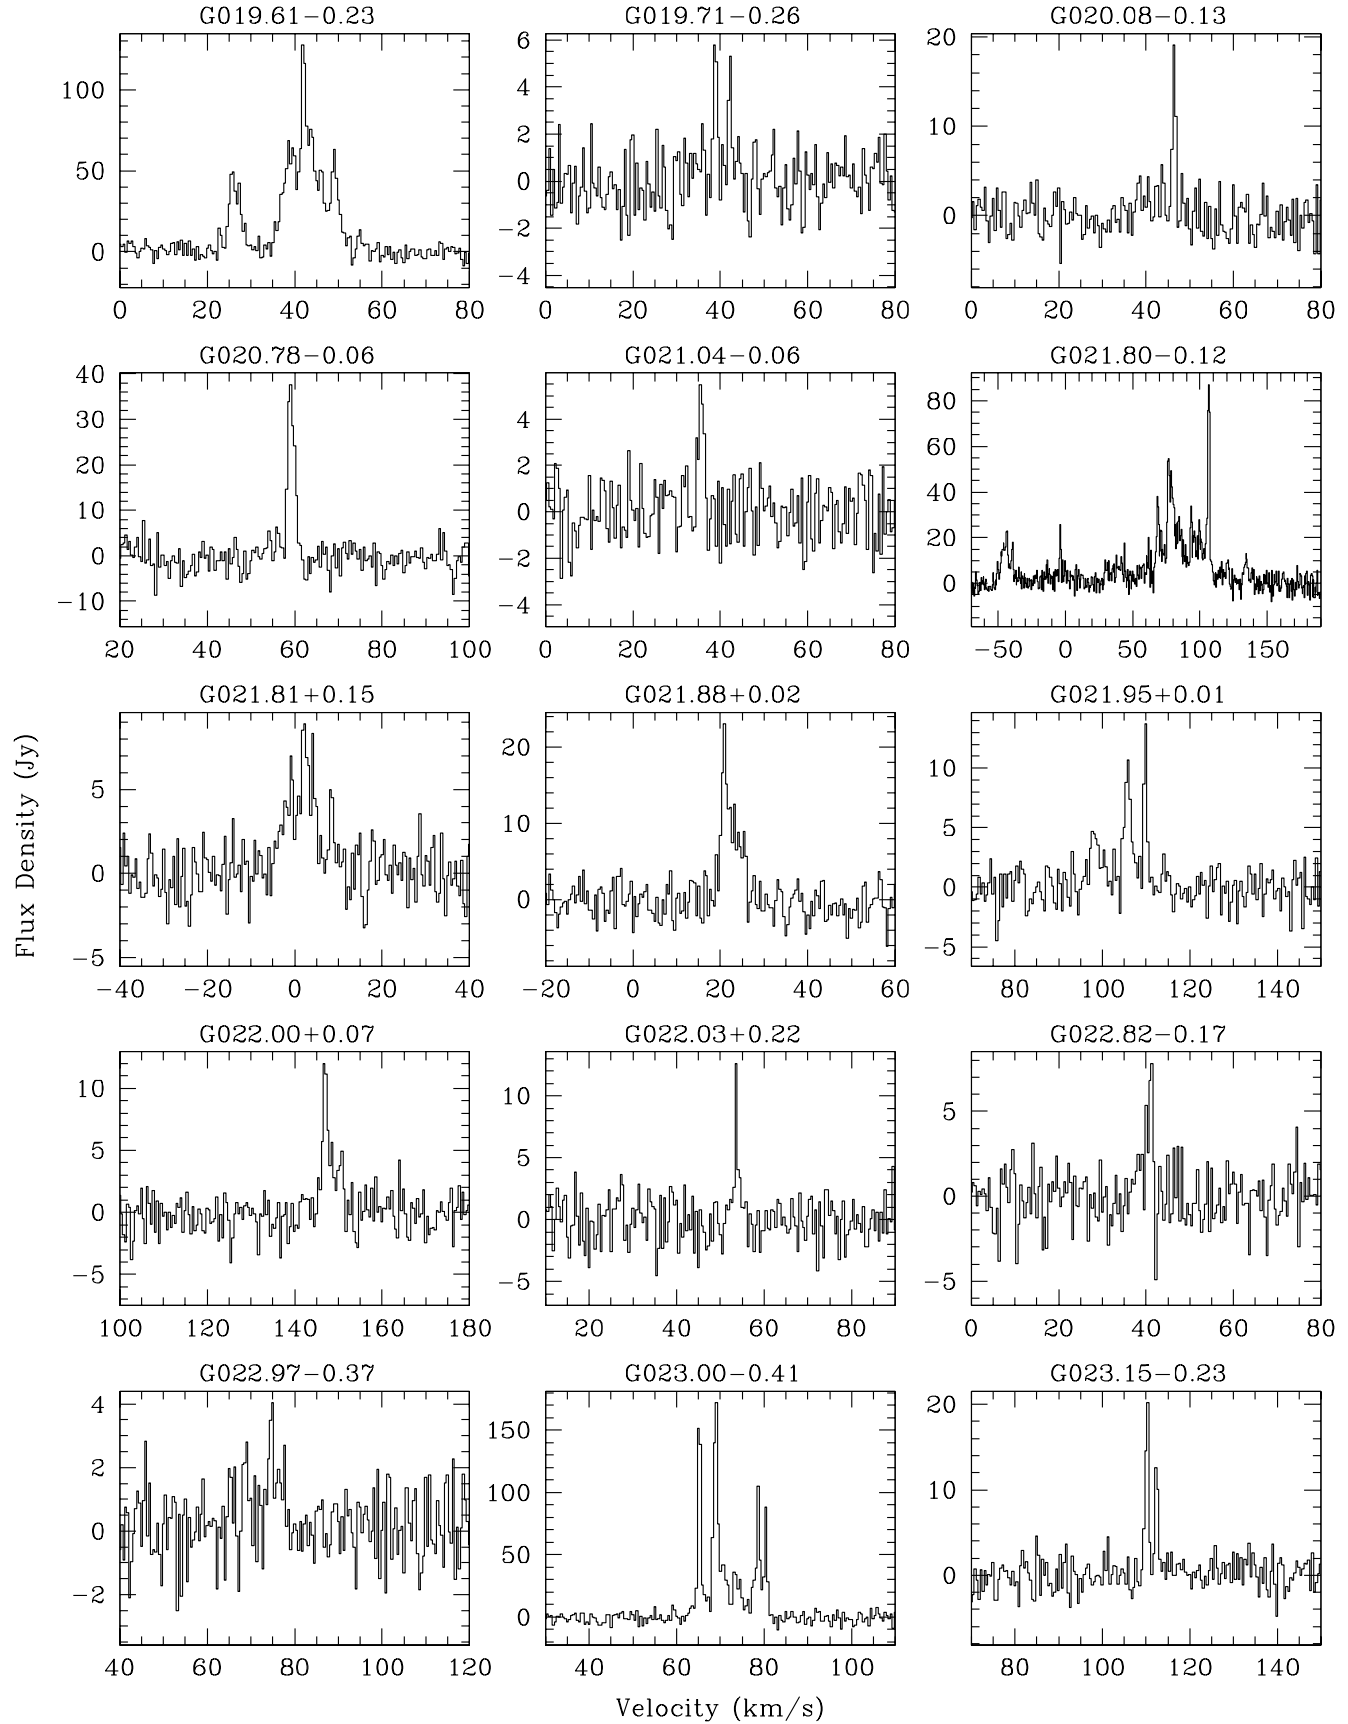 G019.61−0.23 G019.71−0.26 G020.08−0.13
100
50
0
0 20 40 60 80
6
4
2
0
−2
−4
0 20 40 60 80
20
10
0
0 20 40 60 80
G020.78−0.06 G021.04−0.06 G021.80−0.12
40
30
20
10
0
−10
20 40 60 80 100
4
2
0
−2
−4
0 20 40 60 80
80
60
40
20
0
−50 0 50 100 150
G021.81+0.15 G021.88+0.02 G021.95+0.01
5
0
−5
−40 −20 0 20 40
20
10
0
−20 0 20 40 60
10
5
0
−5
80 100 120 140
Flux Density (Jy)
G022.00+0.07 G022.03+0.22 G022.82−0.17
10
5
0
−5
100 120 140 160 180
10
5
0
−5
20 40 60 80
5
0
−5
0 20 40 60 80
G022.97−0.37 G023.00−0.41 G023.15−0.23
4
2
0
−2
40 60 80 100 120
150
100
50
0
40 60 80 100
20
10
0
80 100 120 140
Velocity (km/s)